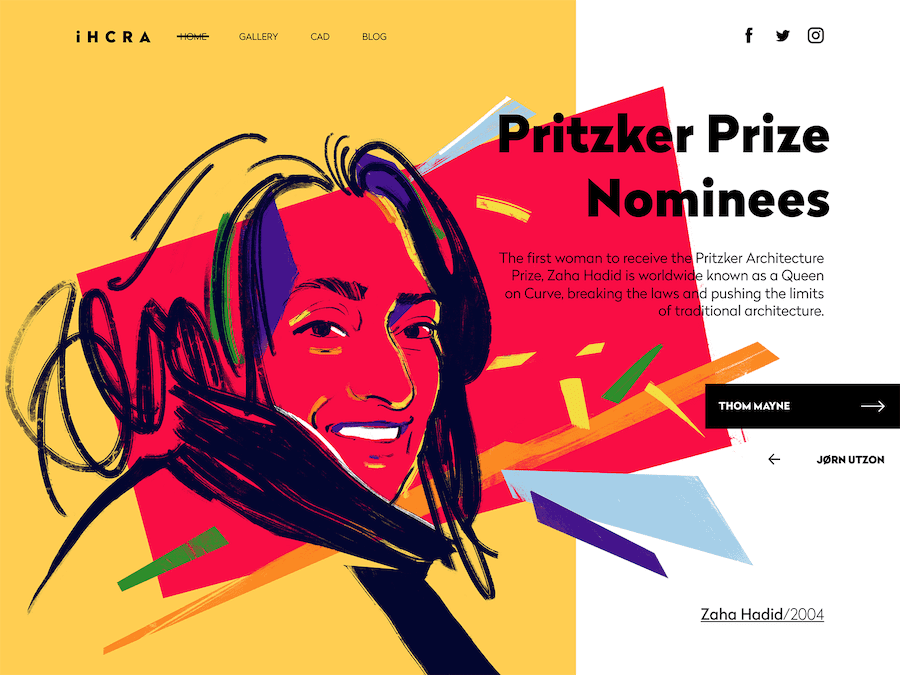 iHCRA
HOME
GALLERY
CAD
BLOG
Pritzker Prize
Nominees
The first woman to receive the Pritzker Architecture
Prize, Zaha Hadid is worldwide known as a Queen
on Curve, breaking the laws and pushing the limits
of traditional architecture.
THOM MAYNE
JØRN UTZON
Zaha Hadid/2004